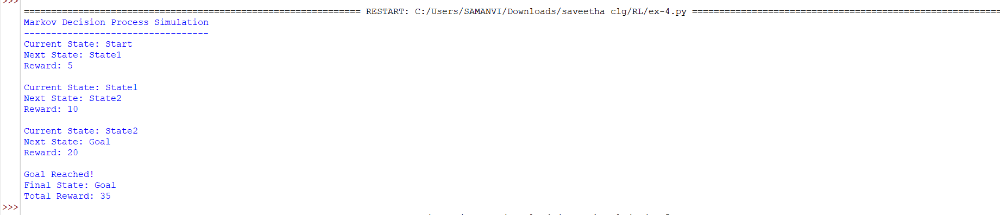 >>>
============================================================== RESTART: C:/Users/SAMANVI/Downloads/saveetha clg/RL/ex-4.py =========================================================
Markov Decision Process Simulation
----------------------------------
Current State: Start
Next State: State1
Reward: 5
Current State: State1
Next State: State2
Reward: 10
Current State: State2
Next State: Goal
Reward: 20
Goal Reached!
Final State: Goal
Total Reward: 35
>>>